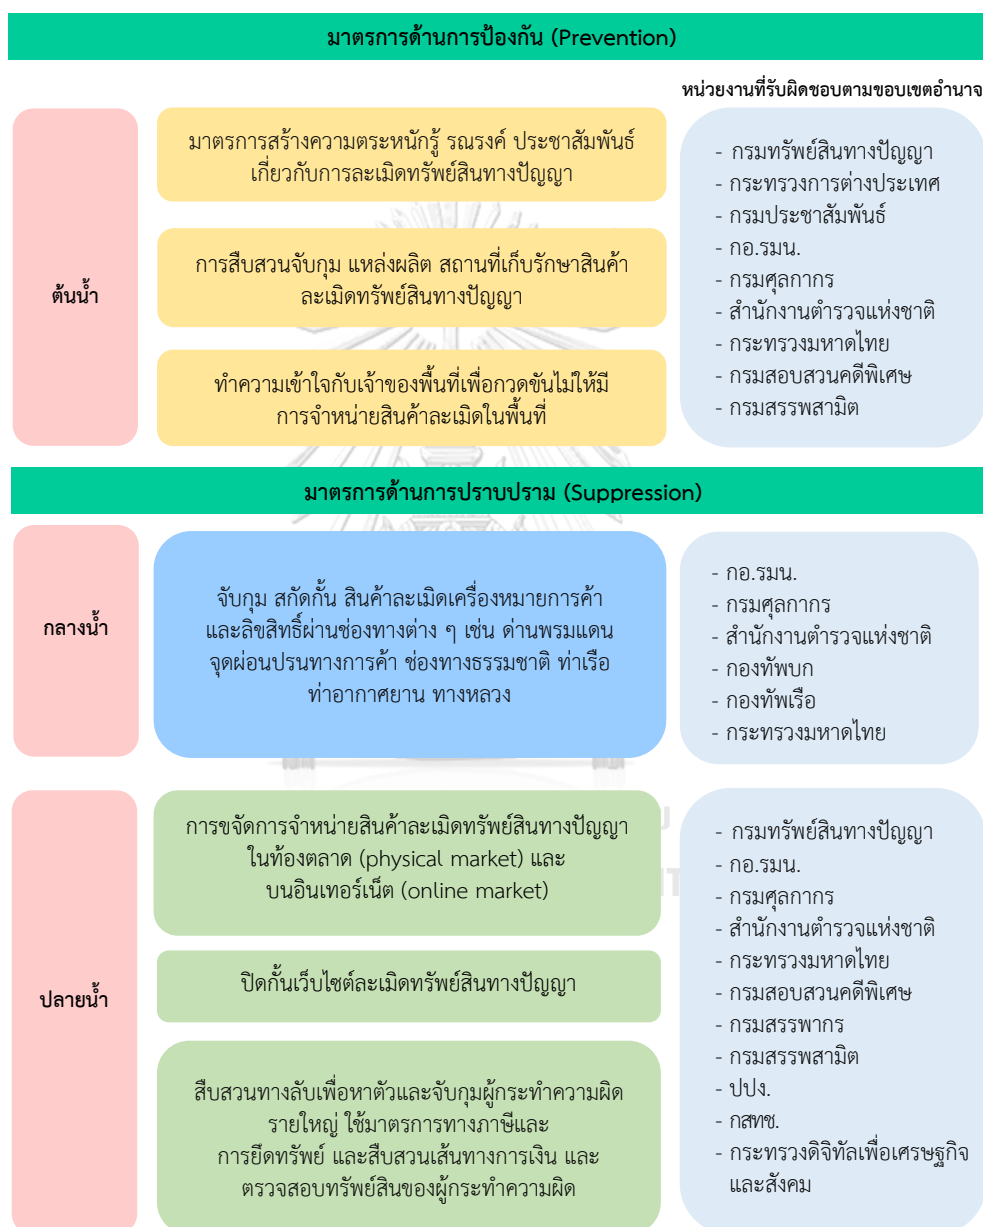 มาตรการด้านการป้องกัน (Prevention)
หน่วยงานที่รับผิดชอบตามขอบเขตอำนาจ
ต้นน้ำ
มาตรการสร้างความตระหนักรู้ รณรงค์ ประชาสัมพันธ์
เกี่ยวกับการละเมิดทรัพย์สินทางปัญญา
การสืบสวนจับกุม แหล่งผลิต สถานที่เก็บรักษาสินค้า
ละเมิดทรัพย์สินทางปัญญา
ทำความเข้าใจกับเจ้าของพื้นที่เพื่อกวดขันไม่ให้มี
การจำหน่ายสินค้าละเมิดในพื้นที่
- กรมทรัพย์สินทางปัญญา
- กระทรวงการต่างประเทศ
- กรมประชาสัมพันธ์
- กอ.รมน.
- กรมศุลกากร
- สำนักงานตำรวจแห่งชาติ
- กระทรวงมหาดไทย
- กรมสอบสวนคดีพิเศษ
- กรมสรรพสามิต
มาตรการด้านการปราบปราม (Suppression)
กลางน้ำ
จับกุม สกัดกั้น สินค้าละเมิดเครื่องหมายการค้า
และลิขสิทธิ์ผ่านช่องทางต่าง ๆ เช่น ด่านพรมแดน
จุดผ่อนปรนทางการค้า ช่องทางธรรมชาติ ท่าเรือ
ท่าอากาศยาน ทางหลวง
- กอ.รมน.
- กรมศุลกากร
- สำนักงานตำรวจแห่งชาติ
- กองทัพบก
- กองทัพเรือ
- กระทรวงมหาดไทย
ปลายน้ำ
การขจัดการจำหน่ายสินค้าละเมิดทรัพย์สินทางปัญญา
ในท้องตลาด (physical market) และ
บนอินเทอร์เน็ต (online market)
ปิดกั้นเว็บไซต์ละเมิดทรัพย์สินทางปัญญา
สืบสวนทางลับเพื่อหาตัวและจับกุมผู้กระทำความผิด
รายใหญ่ ใช้มาตรการทางภาษีและ
การยึดทรัพย์ และสืบสวนเส้นทางการเงิน และ
ตรวจสอบทรัพย์สินของผู้กระทำความผิด
- กรมทรัพย์สินทางปัญญา
- กอ.รมน.
- กรมศุลกากร
- สำนักงานตำรวจแห่งชาติ
- กระทรวงมหาดไทย
- กรมสอบสวนคดีพิเศษ
- กรมสรรพากร
- กรมสรรพสามิต
- ปปง.
- กสทช.
- กระทรวงดิจิทัลเพื่อเศรษฐกิจ
และสังคม